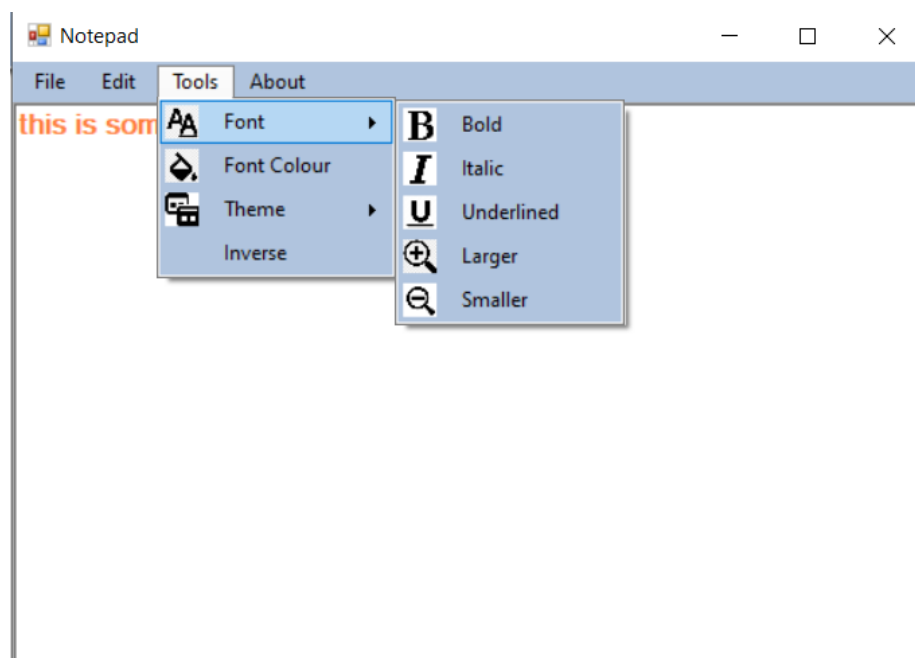 Notepad
File Edit Tools About
this is som
Font
Font Colour
Theme
Inverse
B Bold
I Italic
U Underlined
Larger
Smaller